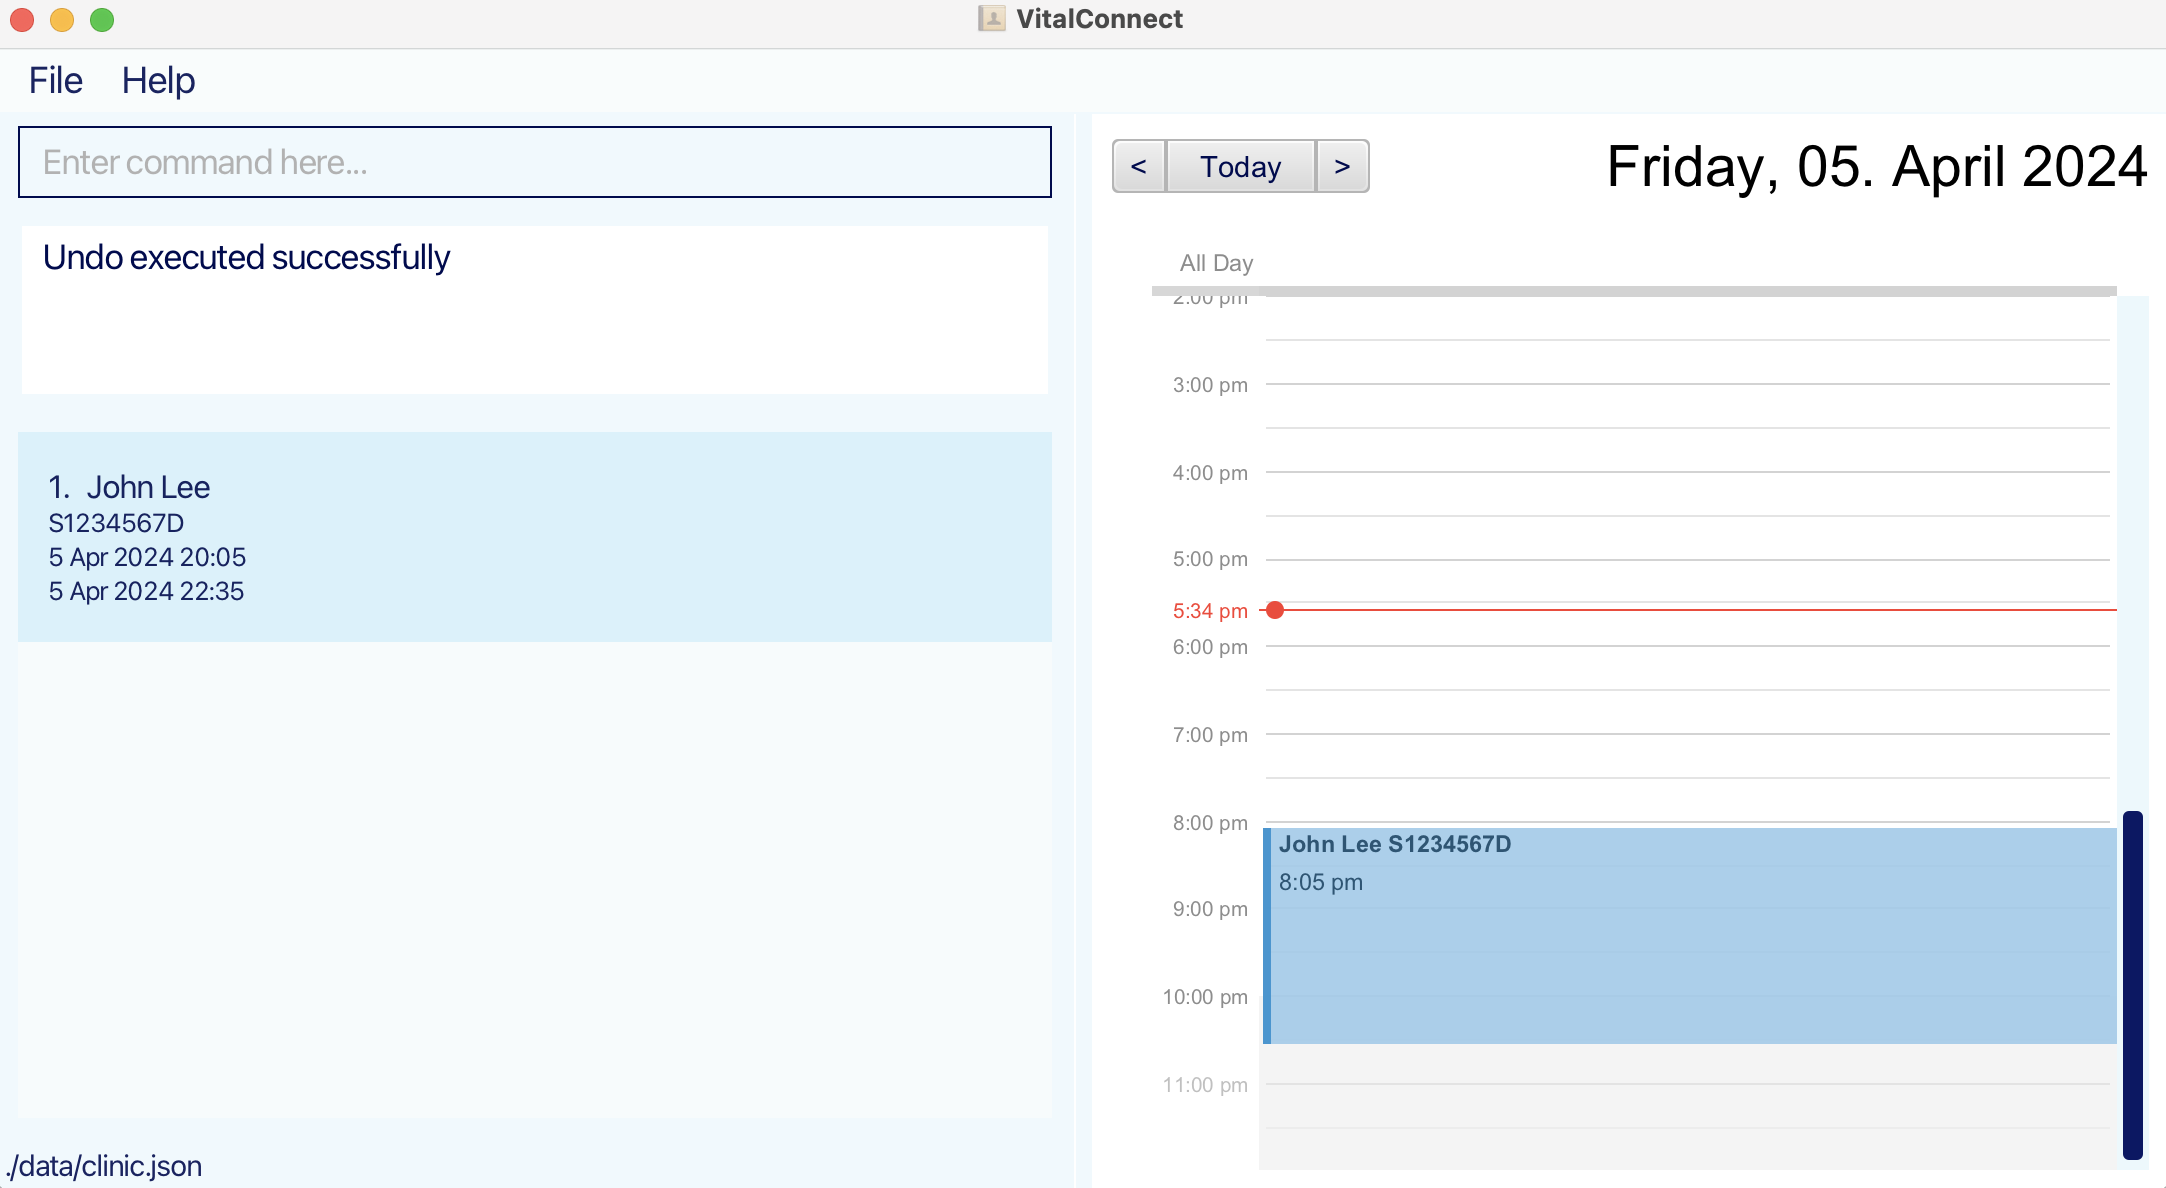 VitalConnect
File Help
Enter command here...
Undo executed successfully
1. John Lee
S1234567D
5 Apr 2024 20:05
5 Apr 2024 22:35
./data/clinic.json
< Today >
Friday, 05. April 2024
All Day
2:00 pm
3:00 pm
4:00 pm
5:00 pm
5:34 pm
6:00 pm
7:00 pm
8:00 pm
John Lee S1234567D
8:05 pm
9:00 pm
10:00 pm
11:00 pm